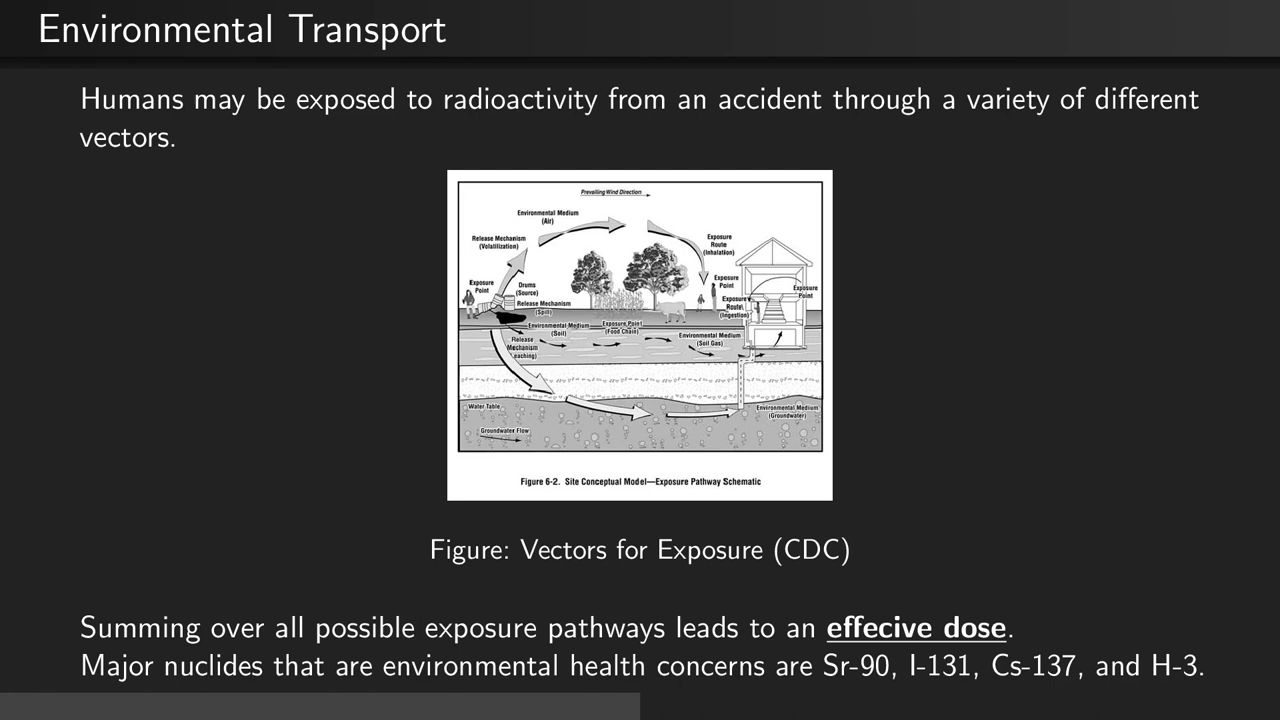 Environmental Transport
Humans may be exposed to radioactivity from an accident through a variety of different
vectors.
Prevailing Wind Direction
Environmental Medium
(Air)
Release Mechanism
(Volatilization)
Exposure
Route
(Inhalation)
Exposure
Point
Drums
(Source)
Exposure
Point
Exposure
Point
Release Mechanism
(Spill)
Exposure
Route
(Ingestion)
Environmental Medium
(Soil)
Exposure Point
(Food Chain)
Environmental Medium
(Soil Gas)
Release
Mechanism
eaching)
Water Table
Environmental Medium
(Groundwater)
Groundwater Flow
Figure 6-2. Site Conceptual Model—Exposure Pathway Schematic
Figure: Vectors for Exposure (CDC)
Summing over all possible exposure pathways leads to an effecive dose.
Major nuclides that are environmental health concerns are Sr-90, I-131, Cs-137, and H-3.